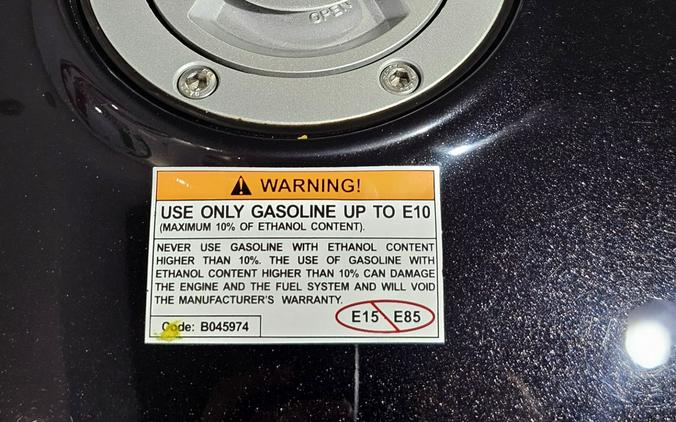 OPEN
WARNING!
USE ONLY GASOLINE UP TO E10
(MAXIMUM 10% OF ETHANOL CONTENT).
NEVER USE GASOLINE WITH ETHANOL CONTENT
HIGHER THAN 10%. THE USE OF GASOLINE WITH
ETHANOL CONTENT HIGHER THAN 10% CAN DAMAGE
THE ENGINE AND THE FUEL SYSTEM AND WILL VOID
THE MANUFACTURER'S WARRANTY.
E15 E85
Code: B045974